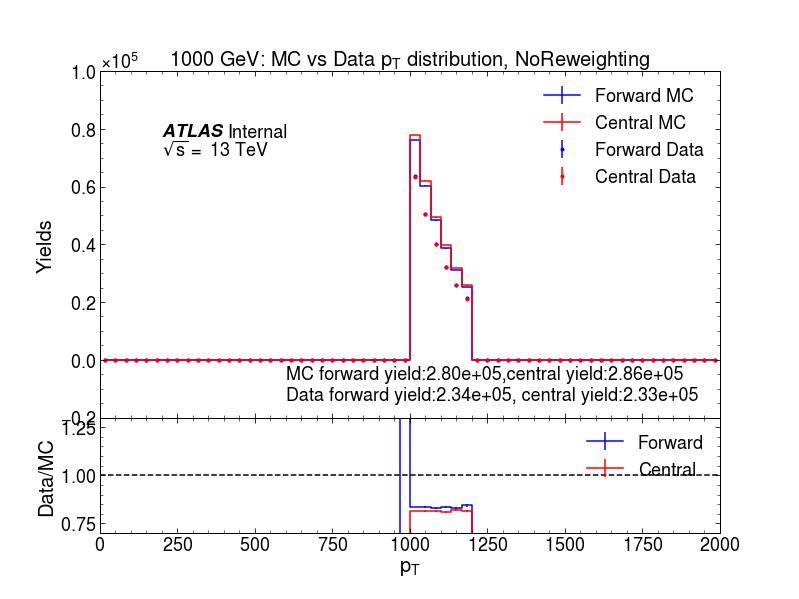 ×10⁵
1000 GeV: MC vs Data p_T distribution, NoReweighting
1.0
0.8
0.6
0.4
0.2
0.0
0.2
Yields
ATLAS Internal
√s = 13 TeV
Forward MC
Central MC
Forward Data
Central Data
MC forward yield:2.80e+05,central yield:2.86e+05
Data forward yield:2.34e+05, central yield:2.33e+05
1.25
1.00
0.75
Data/MC
Forward
Central
0 250 500 750 1000 1250 1500 1750 2000
p_T